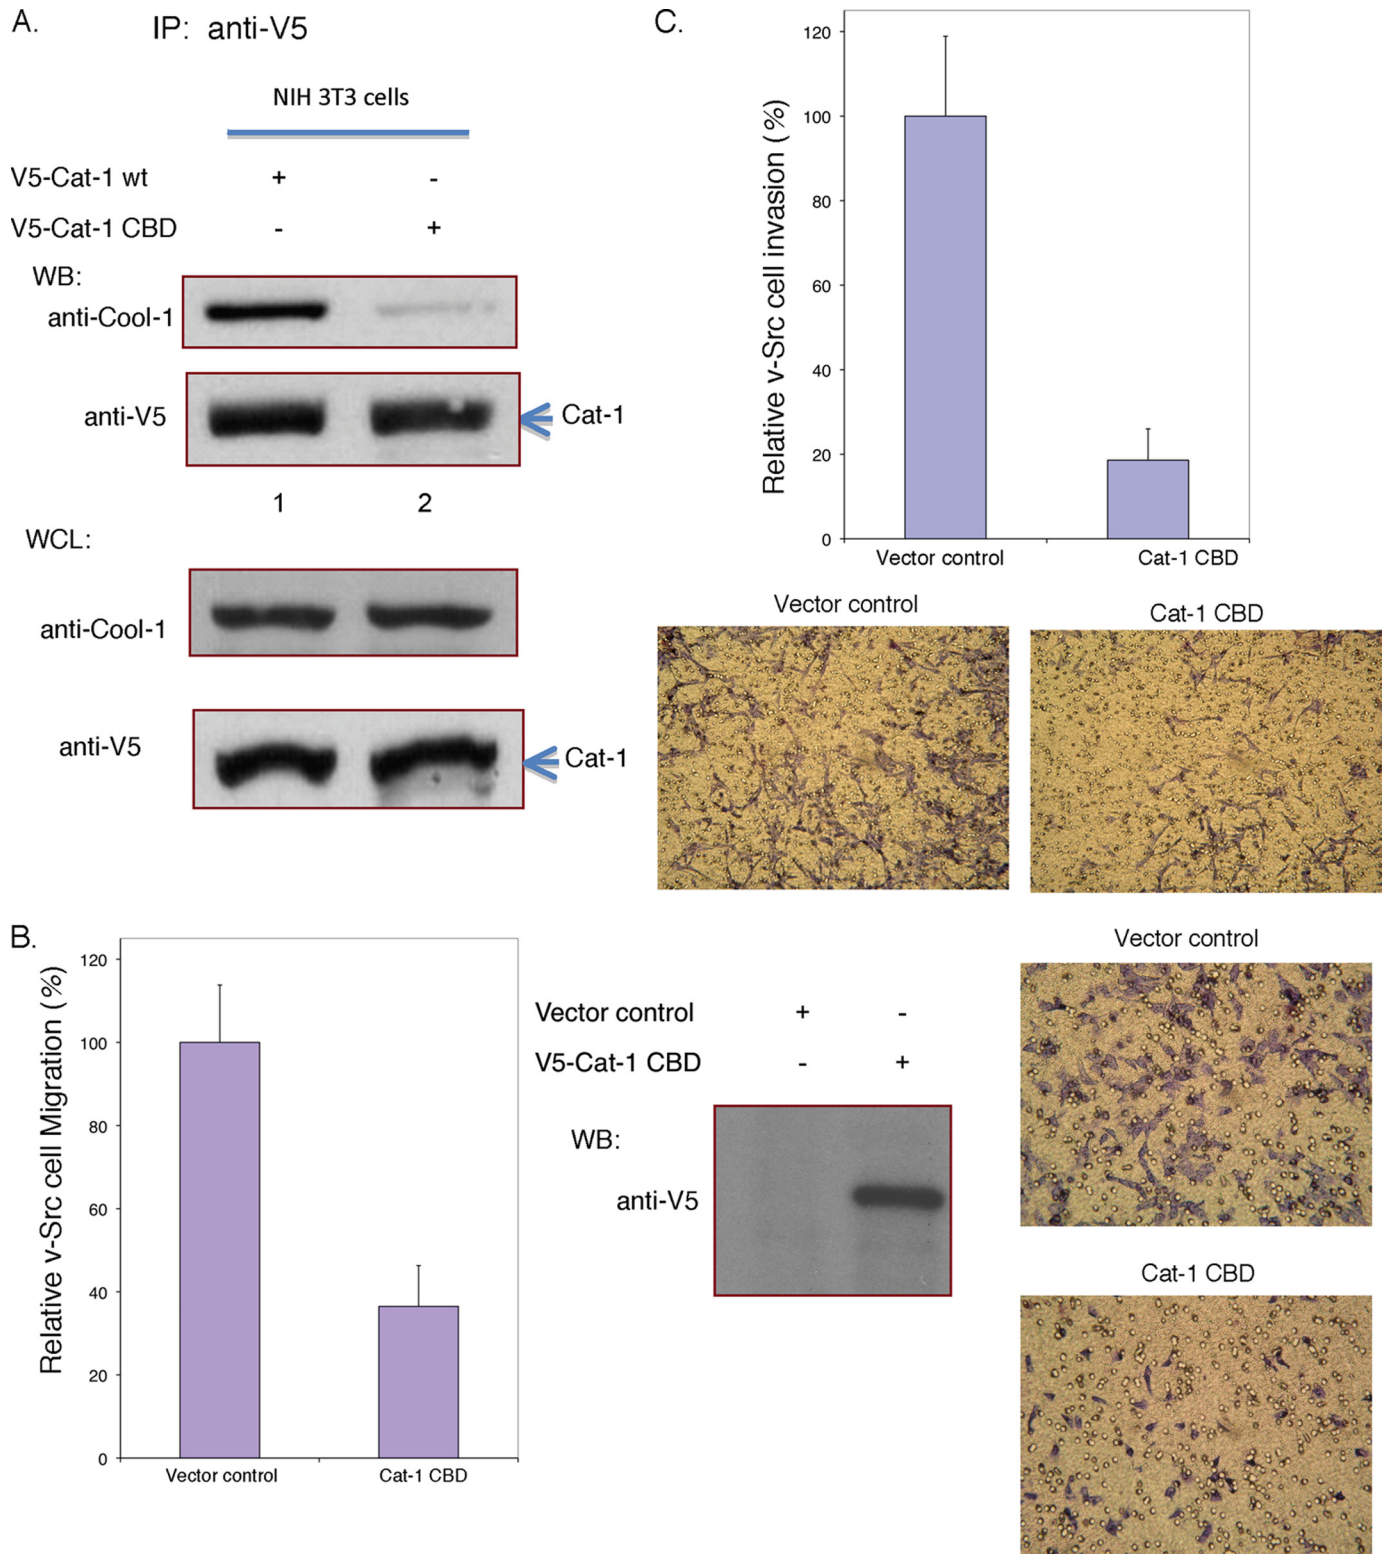 A.
IP: anti-V5
NIH 3T3 cells
V5-Cat-1 wt + -
V5-Cat-1 CBD - +
WB:
anti-Cool-1
anti-V5
Cat-1
1 2
WCL:
anti-Cool-1
anti-V5
Cat-1
C.
Relative v-Src cell invasion (%)
120
100
80
60
40
20
0
Vector control
Cat-1 CBD
Vector control
Cat-1 CBD
B.
Relative v-Src cell Migration (%)
120
100
80
60
40
20
0
Vector control
Cat-1 CBD
Vector control + -
V5-Cat-1 CBD - +
WB:
anti-V5
Vector control
Cat-1 CBD